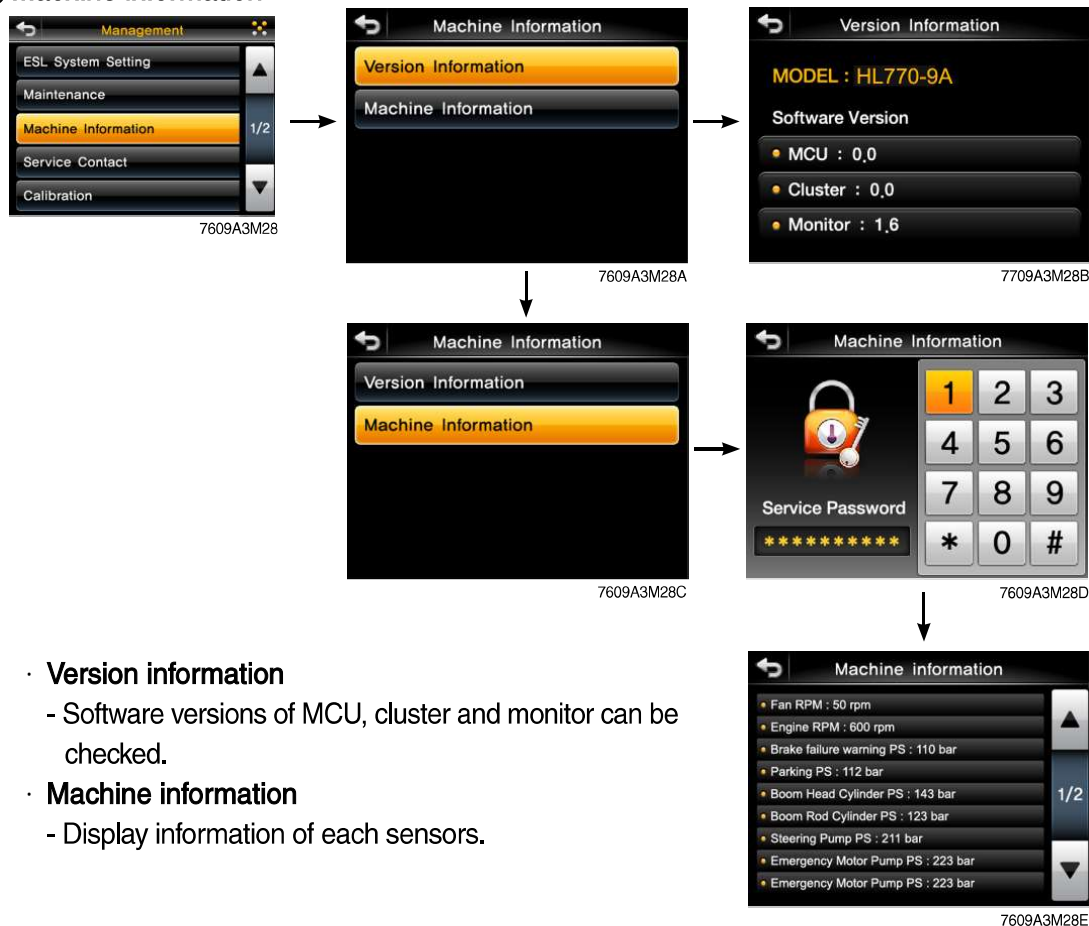 Machine information
Management
ESL System Setting
Maintenance
Machine Information
Service Contact
Calibration
1/2
7609A3M28
Machine Information
Version Information
Machine Information
7609A3M28A
Version Information
MODEL : HL770-9A
Software Version
MCU : 0.0
Cluster : 0.0
Monitor : 1.6
7709A3M28B
Machine Information
Version Information
Machine Information
7609A3M28C
Machine Information
1 2 3
4 5 6
7 8 9
* 0 #
Service Password
**********
7609A3M28D
· Version information
- Software versions of MCU, cluster and monitor can be
checked.
· Machine information
- Display information of each sensors.
Machine information
Fan RPM : 50 rpm
Engine RPM : 600 rpm
Brake failure warning PS : 110 bar
Parking PS : 112 bar
Boom Head Cylinder PS : 143 bar
Boom Rod Cylinder PS : 123 bar
Steering Pump PS : 211 bar
Emergency Motor Pump PS : 223 bar
Emergency Motor Pump PS : 223 bar
1/2
7609A3M28E